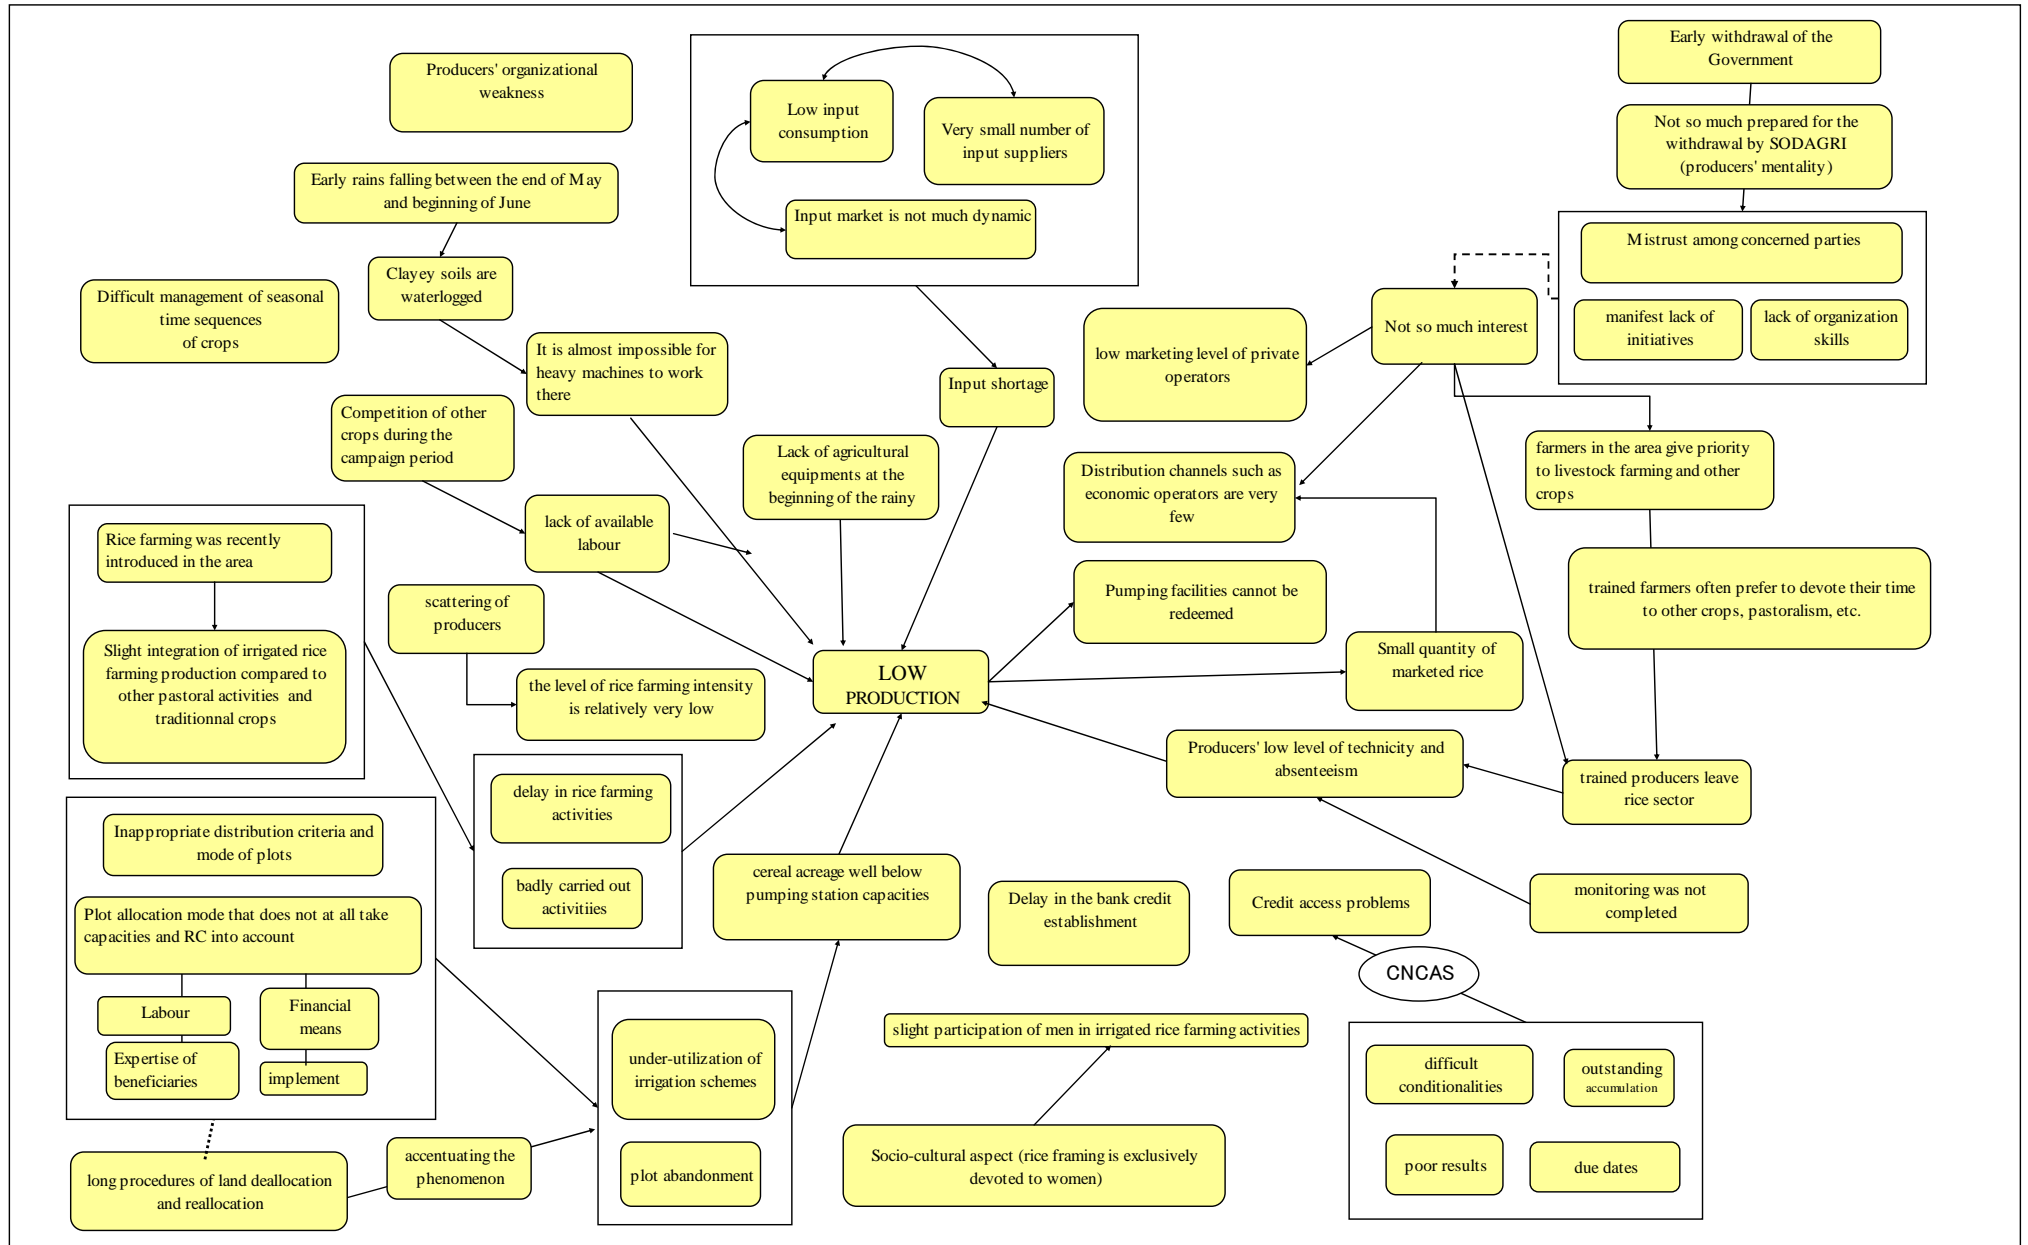 Producers' organizational
weakness
Early rains falling between the end of May
and beginning of June
Clayey soils are
waterlogged
Difficult management of seasonal
time sequences
of crops
It is almost impossible for
heavy machines to work
there
Competition of other
crops during the
campaign period
lack of available
labour
Low input
consumption
Very small number of
input suppliers
Input market is not much dynamic
Input shortage
Lack of agricultural
equipments at the
beginning of the rainy
Early withdrawal of the
Government
Not so much prepared for the
withdrawal by SODAGRI
(producers' mentality)
Mistrust among concerned parties
manifest lack of
initiatives
lack of organization
skills
Not so much interest
low marketing level of private
operators
Distribution channels such as
economic operators are very
few
farmers in the area give priority
to livestock farming and other
crops
trained farmers often prefer to devote their time
to other crops, pastoralism, etc.
Pumping facilities cannot be
redeemed
Small quantity of
marketed rice
Rice farming was recently
introduced in the area
Slight integration of irrigated rice
farming production compared to
other pastoral activities and
traditionnal crops
scattering of
producers
the level of rice farming intensity
is relatively very low
LOW
PRODUCTION
Producers' low level of technicity and
absenteeism
trained producers leave
rice sector
monitoring was not
completed
delay in rice farming
activities
badly carried out
activitiies
cereal acreage well below
pumping station capacities
Delay in the bank credit
establishment
Credit access problems
CNCAS
Inappropriate distribution criteria and
mode of plots
Plot allocation mode that does not at all take
capacities and RC into account
Labour
Financial
means
Expertise of
beneficiaries
implement
under-utilization of
irrigation schemes
plot abandonment
slight participation of men in irrigated rice farming activities
Socio-cultural aspect (rice framing is exclusively
devoted to women)
difficult
conditionalities
outstanding
accumulation
poor results
due dates
long procedures of land deallocation
and reallocation
accentuating the
phenomenon